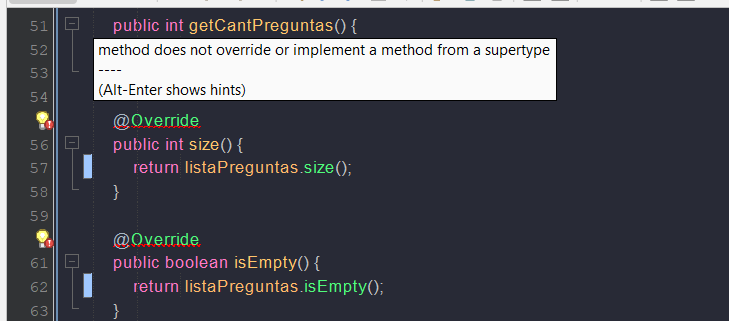 51 public int getCantPreguntas() {
52 method does not override or implement a method from a supertype
53 ----
(Alt-Enter shows hints)
54
@Override
56 public int size() {
57 return listaPreguntas.size();
58 }
59
@Override
61 public boolean isEmpty() {
62 return listaPreguntas.isEmpty();
63 }